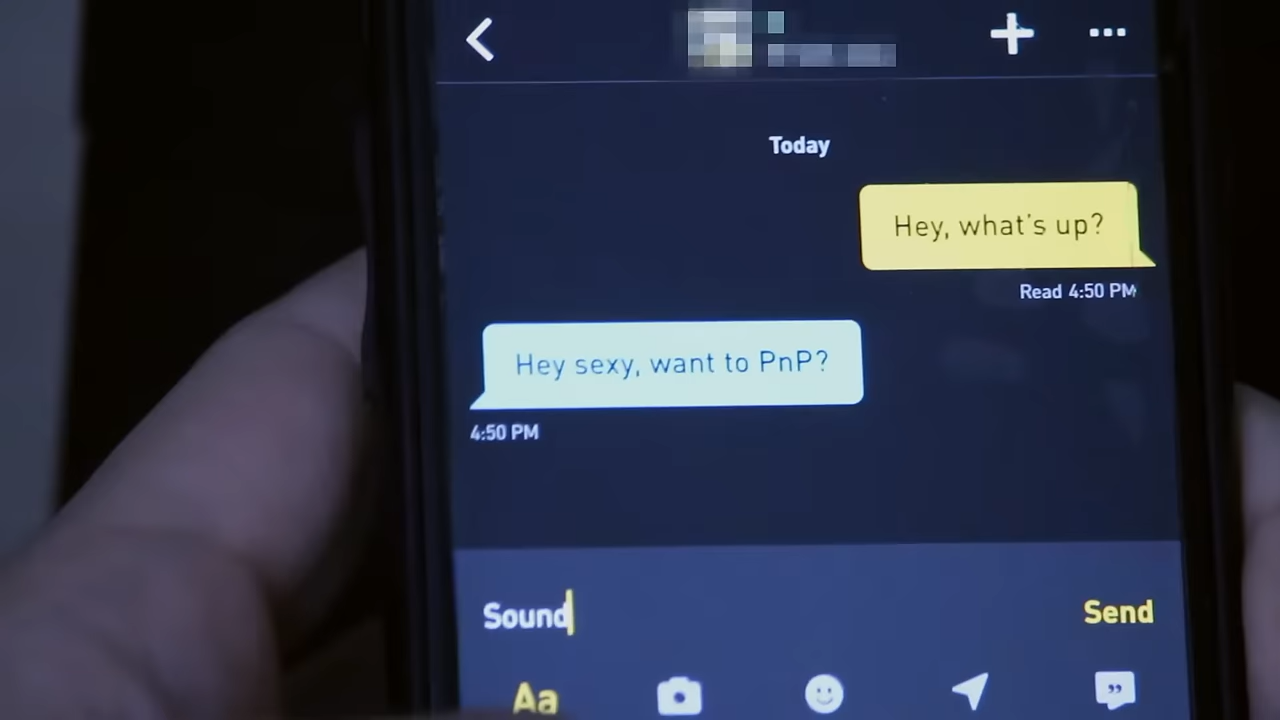 Today
Hey, what's up?
Read 4:50 PM
Hey sexy, want to PnP?
4:50 PM
Sound
Send
Aa